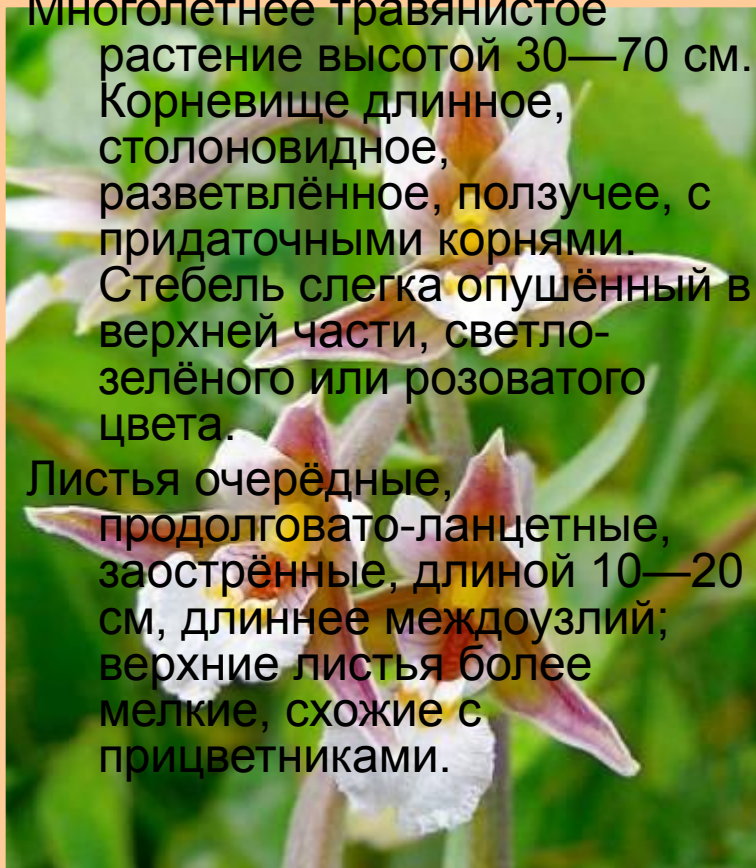 Многолетнее травянистое
растение высотой 30—70 см.
Корневище длинное,
столоновидное,
разветвлённое, ползучее, с
придаточными корнями.
Стебель слегка опушённый в
верхней части, светло-
зелёного или розоватого
цвета.
Листья очерёдные,
продолговато-ланцетные,
заострённые, длиной 10—20
см, длиннее междоузлий;
верхние листья более
мелкие, схожие с
прицветниками.